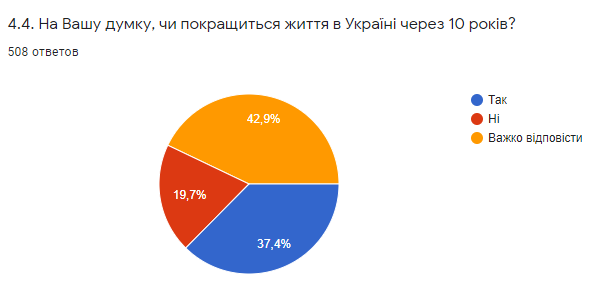 4.4. На Вашу думку, чи покращиться життя в Україні через 10 років?
508 ответов
42,9%
19,7%
37,4%
Так
Ні
Важко відповісти